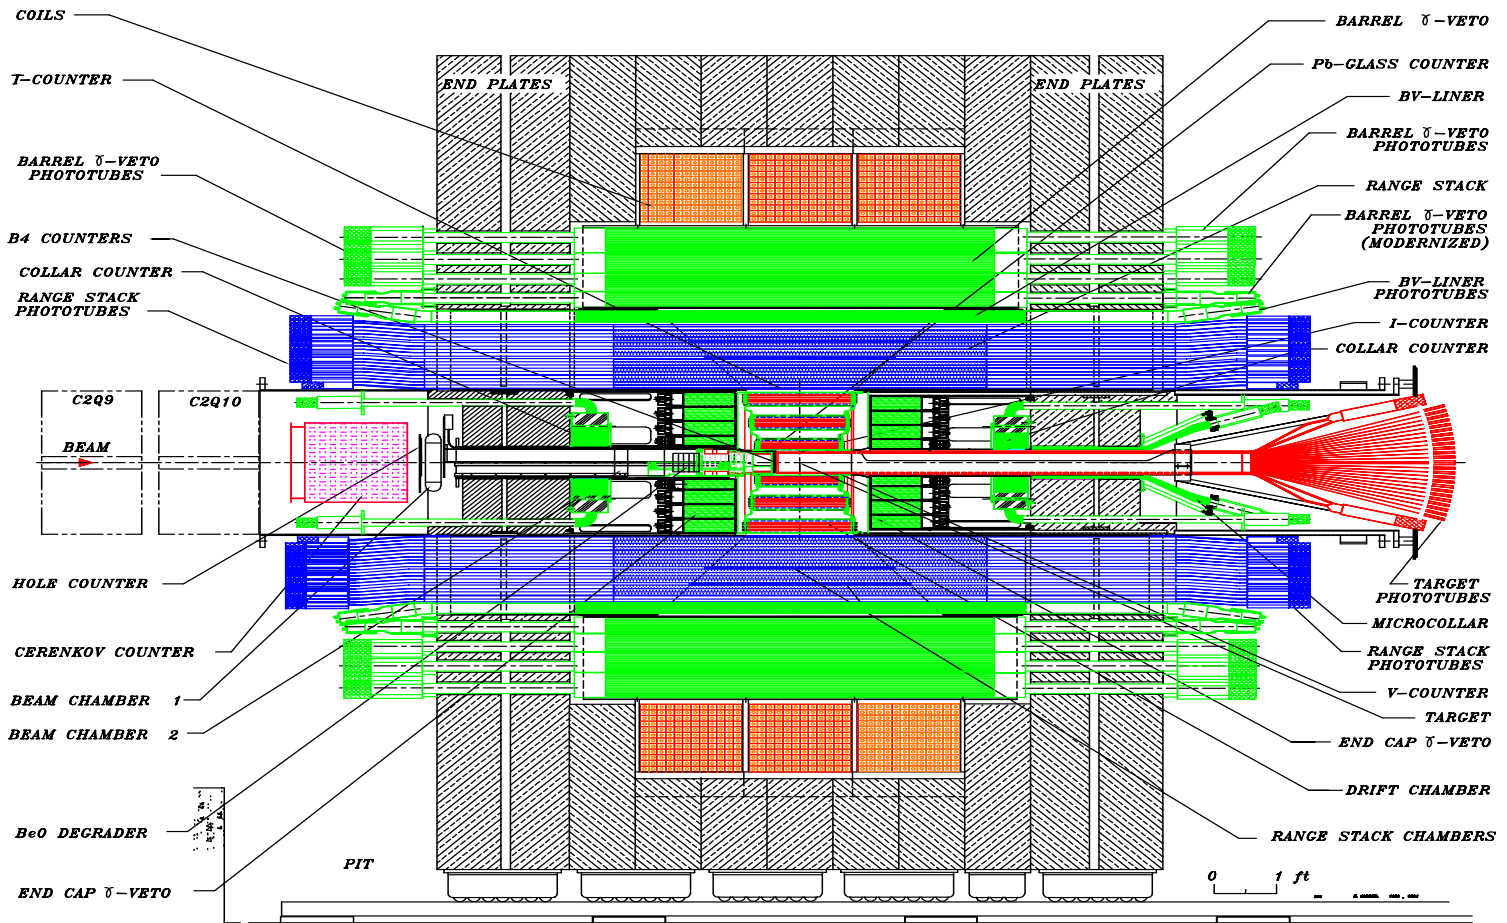 COILS
T-COUNTER
BARREL γ-VETO
PHOTOTUBES
B4 COUNTERS
COLLAR COUNTER
RANGE STACK
PHOTOTUBES
C2Q9
C2Q10
BEAM
HOLE COUNTER
CERENKOV COUNTER
BEAM CHAMBER 1
BEAM CHAMBER 2
BeO DEGRADER
END CAP γ-VETO
PIT
END PLATES
END PLATES
BARREL γ-VETO
Pb-GLASS COUNTER
BV-LINER
BARREL γ-VETO
PHOTOTUBES
RANGE STACK
BARREL γ-VETO
PHOTOTUBES
(MODERNIZED)
BV-LINER
PHOTOTUBES
I-COUNTER
COLLAR COUNTER
TARGET
PHOTOTUBES
MICROCOLLAR
RANGE STACK
PHOTOTUBES
V-COUNTER
TARGET
END CAP γ-VETO
DRIFT CHAMBER
RANGE STACK CHAMBERS
0 1 ft